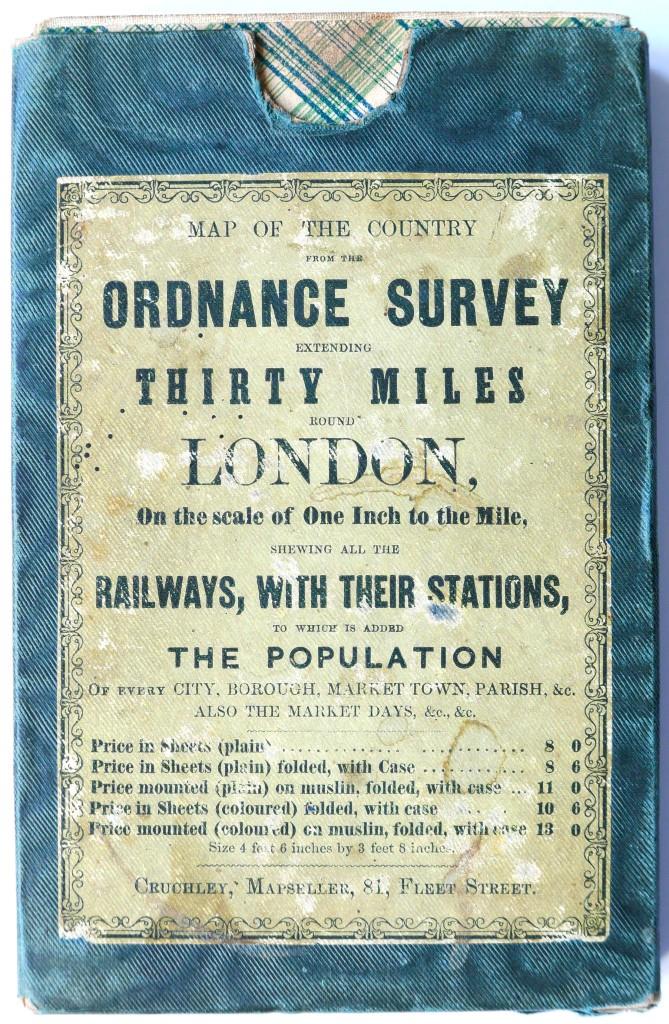 MAP OF THE COUNTRY
FROM THE
ORDNANCE SURVEY
EXTENDING
THIRTY MILES
ROUND
LONDON,
On the scale of One Inch to the Mile,
SHEWING ALL THE
RAILWAYS, WITH THEIR STATIONS,
TO WHICH IS ADDED
THE POPULATION
OF EVERY CITY, BOROUGH, MARKET TOWN, PARISH, &c.
ALSO THE MARKET DAYS, &c., &c.
Price in Sheets (plain) .......................... 8 0
Price in Sheets (plain) folded, with Case ............ 8 6
Price mounted (plain) on muslin, folded, with case ... 11 0
Price in Sheets (coloured) folded, with case .... 10 6
Price mounted (coloured) on muslin, folded, with case 13 0
Size 4 feet 6 inches by 3 feet 8 inches.
CRUCHLEY, MAPSELLER, 81, FLEET STREET.